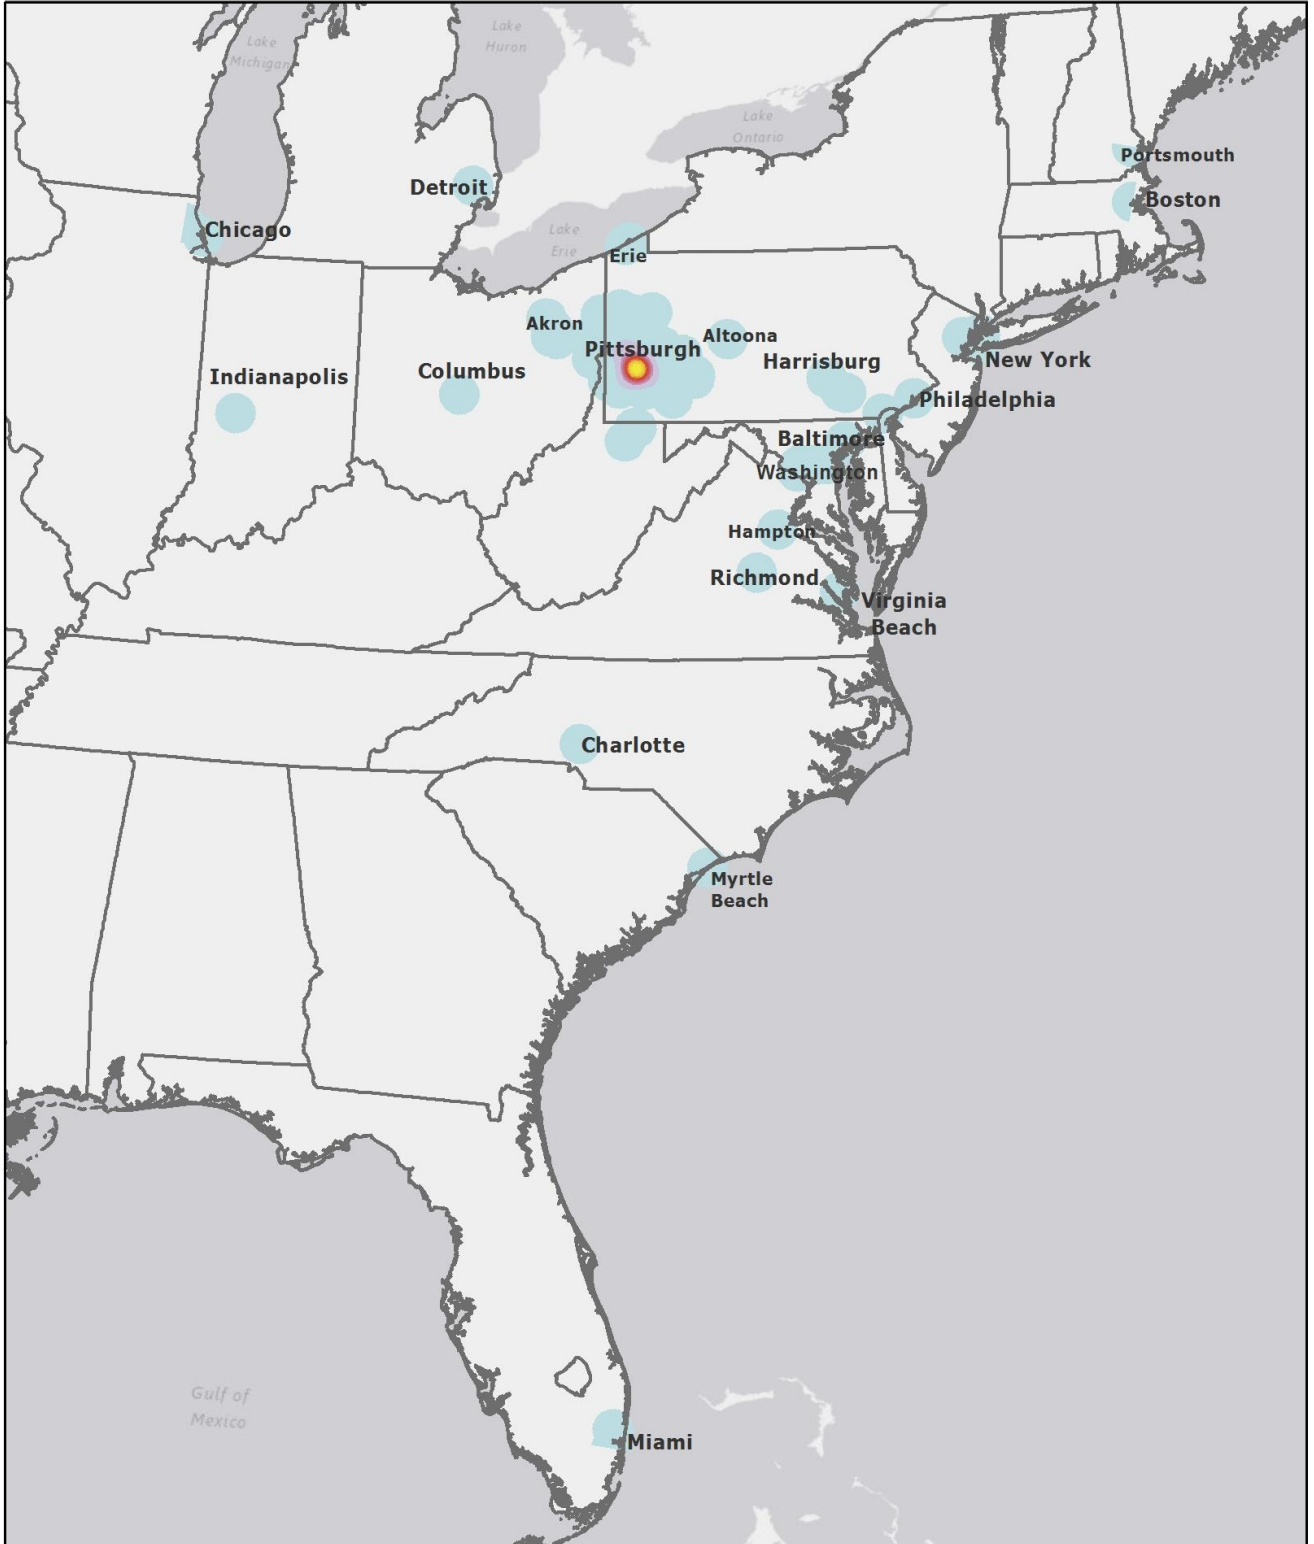 Lake
Huron
Lake
Michigan
Lake
Ontario
Portsmouth
Detroit
Boston
Chicago
Lake
Erie
Erie
Akron
Altoona
Pittsburgh
New York
Harrisburg
Columbus
Indianapolis
Philadelphia
Baltimore
Washington
Hampton
Richmond
Virginia
Beach
Charlotte
Myrtle
Beach
Gulf of
Mexico
Miami